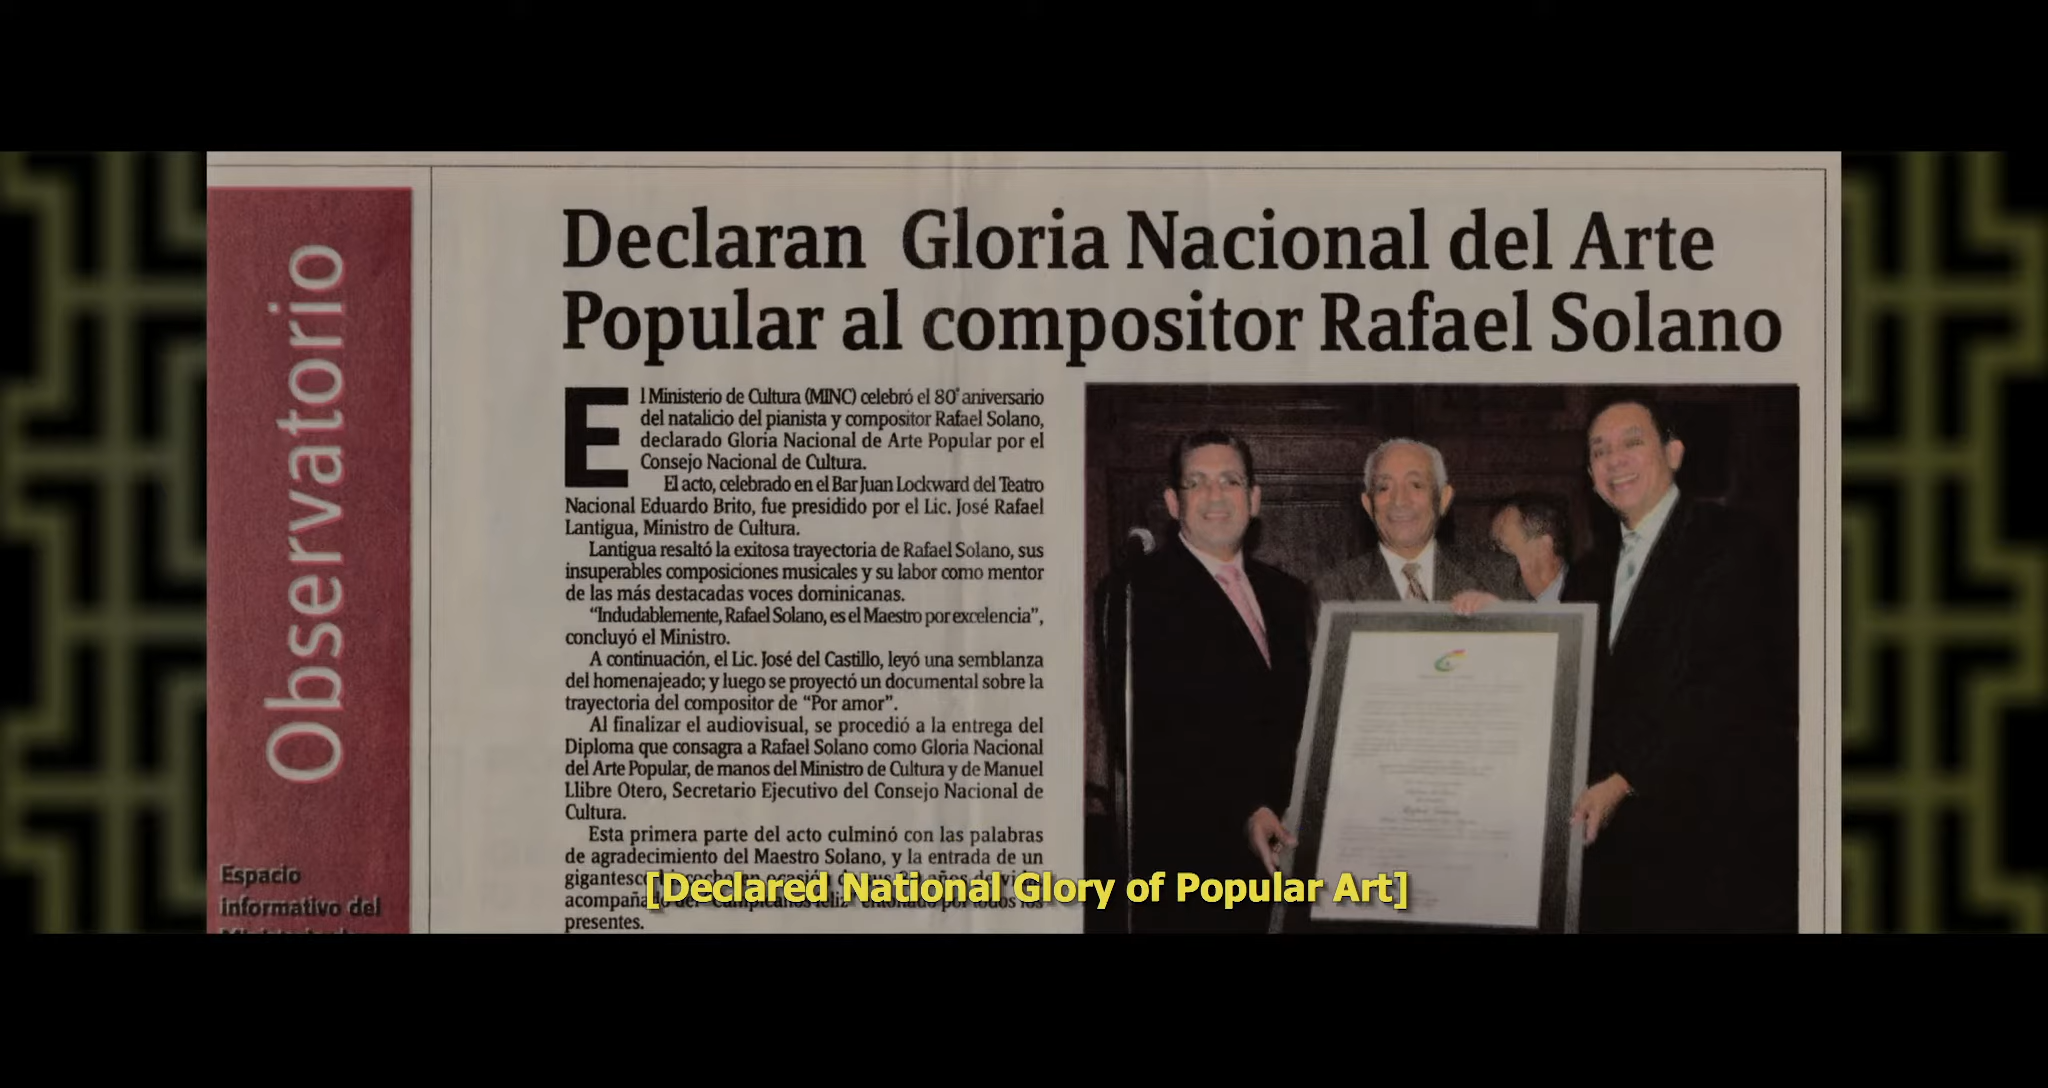 Observatorio
Espacio
informativo del
Declaran Gloria Nacional del Arte
Popular al compositor Rafael Solano
El Ministerio de Cultura (MINC) celebró el 80° aniversario
del natalicio del pianista y compositor Rafael Solano,
declarado Gloria Nacional de Arte Popular por el
Consejo Nacional de Cultura.
El acto, celebrado en el Bar Juan Lockward del Teatro
Nacional Eduardo Brito, fue presidido por el Lic. José Rafael
Lantigua, Ministro de Cultura.
Lantigua resaltó la exitosa trayectoria de Rafael Solano, sus
insuperables composiciones musicales y su labor como mentor
de las más destacadas voces dominicanas.
“Indudablemente, Rafael Solano, es el Maestro por excelencia”,
concluyó el Ministro.
A continuación, el Lic. José del Castillo, leyó una semblanza
del homenajeado; y luego se proyectó un documental sobre la
trayectoria del compositor de “Por amor”.
Al finalizar el audiovisual, se procedió a la entrega del
Diploma que consagra a Rafael Solano como Gloria Nacional
del Arte Popular, de manos del Ministro de Cultura y de Manuel
Llibre Otero, Secretario Ejecutivo del Consejo Nacional de
Cultura.
Esta primera parte del acto culminó con las palabras
de agradecimiento del Maestro Solano, y la entrada de un
presentes.
[Declared National Glory of Popular Art]